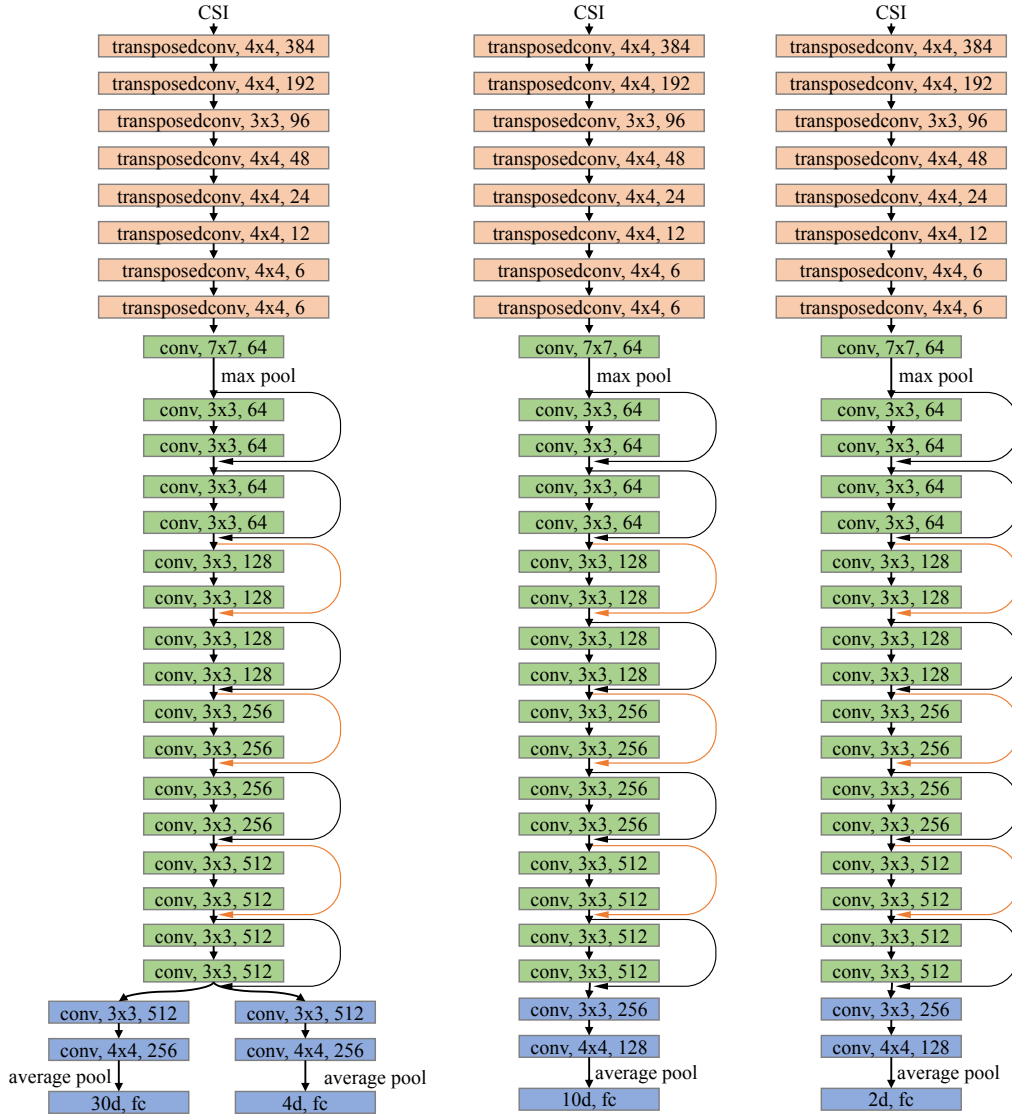 CSI
transposedconv, 4x4, 384
transposedconv, 4x4, 192
transposedconv, 3x3, 96
transposedconv, 4x4, 48
transposedconv, 4x4, 24
transposedconv, 4x4, 12
transposedconv, 4x4, 6
transposedconv, 4x4, 6
conv, 7x7, 64
max pool
conv, 3x3, 64
conv, 3x3, 64
conv, 3x3, 64
conv, 3x3, 64
conv, 3x3, 128
conv, 3x3, 128
conv, 3x3, 128
conv, 3x3, 128
conv, 3x3, 256
conv, 3x3, 256
conv, 3x3, 256
conv, 3x3, 256
conv, 3x3, 512
conv, 3x3, 512
conv, 3x3, 512
conv, 3x3, 512
conv, 3x3, 512
conv, 4x4, 256
average pool
30d, fc
conv, 3x3, 512
conv, 4x4, 256
average pool
4d, fc
CSI
transposedconv, 4x4, 384
transposedconv, 4x4, 192
transposedconv, 3x3, 96
transposedconv, 4x4, 48
transposedconv, 4x4, 24
transposedconv, 4x4, 12
transposedconv, 4x4, 6
transposedconv, 4x4, 6
conv, 7x7, 64
max pool
conv, 3x3, 64
conv, 3x3, 64
conv, 3x3, 64
conv, 3x3, 64
conv, 3x3, 128
conv, 3x3, 128
conv, 3x3, 128
conv, 3x3, 128
conv, 3x3, 256
conv, 3x3, 256
conv, 3x3, 256
conv, 3x3, 256
conv, 3x3, 512
conv, 3x3, 512
conv, 3x3, 512
conv, 3x3, 512
conv, 3x3, 256
conv, 4x4, 128
average pool
10d, fc
CSI
transposedconv, 4x4, 384
transposedconv, 4x4, 192
transposedconv, 3x3, 96
transposedconv, 4x4, 48
transposedconv, 4x4, 24
transposedconv, 4x4, 12
transposedconv, 4x4, 6
transposedconv, 4x4, 6
conv, 7x7, 64
max pool
conv, 3x3, 64
conv, 3x3, 64
conv, 3x3, 64
conv, 3x3, 64
conv, 3x3, 128
conv, 3x3, 128
conv, 3x3, 128
conv, 3x3, 128
conv, 3x3, 256
conv, 3x3, 256
conv, 3x3, 256
conv, 3x3, 256
conv, 3x3, 512
conv, 3x3, 512
conv, 3x3, 512
conv, 3x3, 512
conv, 3x3, 256
conv, 4x4, 128
average pool
2d, fc